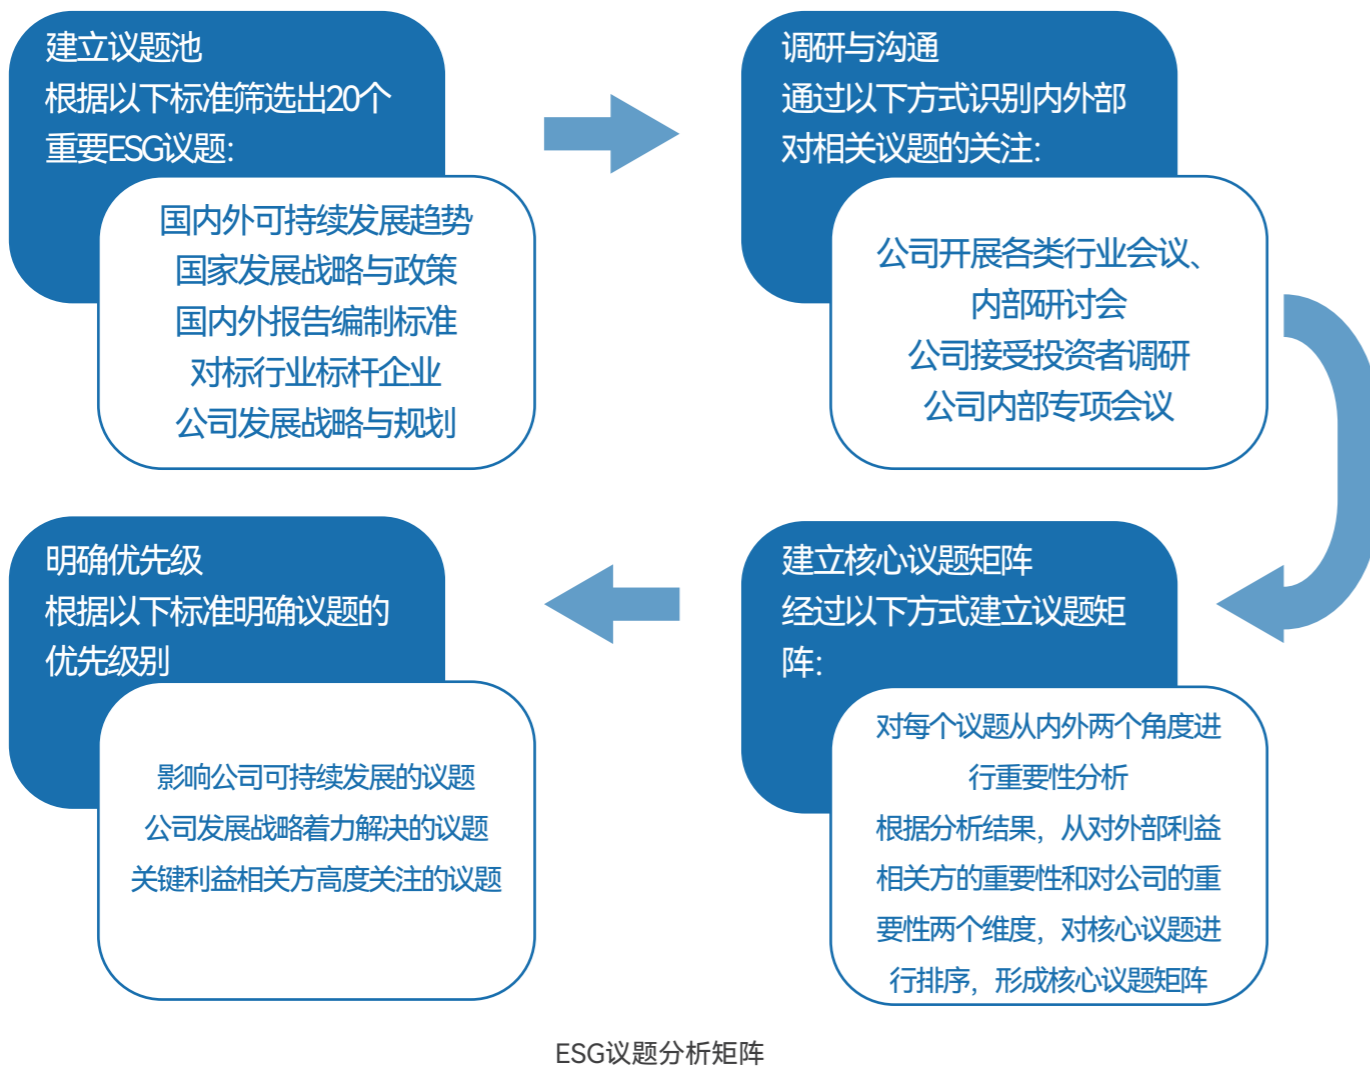 建立议题池
根据以下标准筛选出20个
重要ESG议题：
国内外可持续发展趋势
国家发展战略与政策
国内外报告编制标准
对标行业标杆企业
公司发展战略与规划
调研与沟通
通过以下方式识别内外部
对相关议题的关注：
公司开展各类行业会议、
内部研讨会
公司接受投资者调研
公司内部专项会议
建立核心议题矩阵
经过以下方式建立议题矩
阵：
对每个议题从内外两个角度进
行重要性分析
根据分析结果，从对外部利益
相关方的重要性和对公司的重
要性两个维度，对核心议题进
行排序，形成核心议题矩阵
明确优先级
根据以下标准明确议题的
优先级别
影响公司可持续发展的议题
公司发展战略着力解决的议题
关键利益相关方高度关注的议题
ESG议题分析矩阵